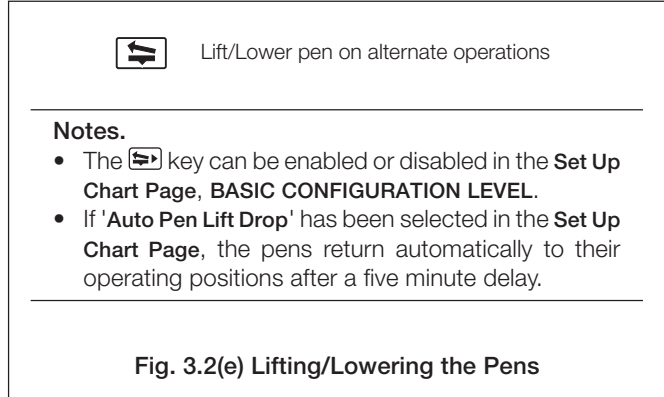 Lift/Lower pen on alternate operations
Notes.
• The key can be enabled or disabled in the Set Up
Chart Page, BASIC CONFIGURATION LEVEL.
• If 'Auto Pen Lift Drop' has been selected in the Set Up
Chart Page, the pens return automatically to their
operating positions after a five minute delay.
Fig. 3.2(e) Lifting/Lowering the Pens